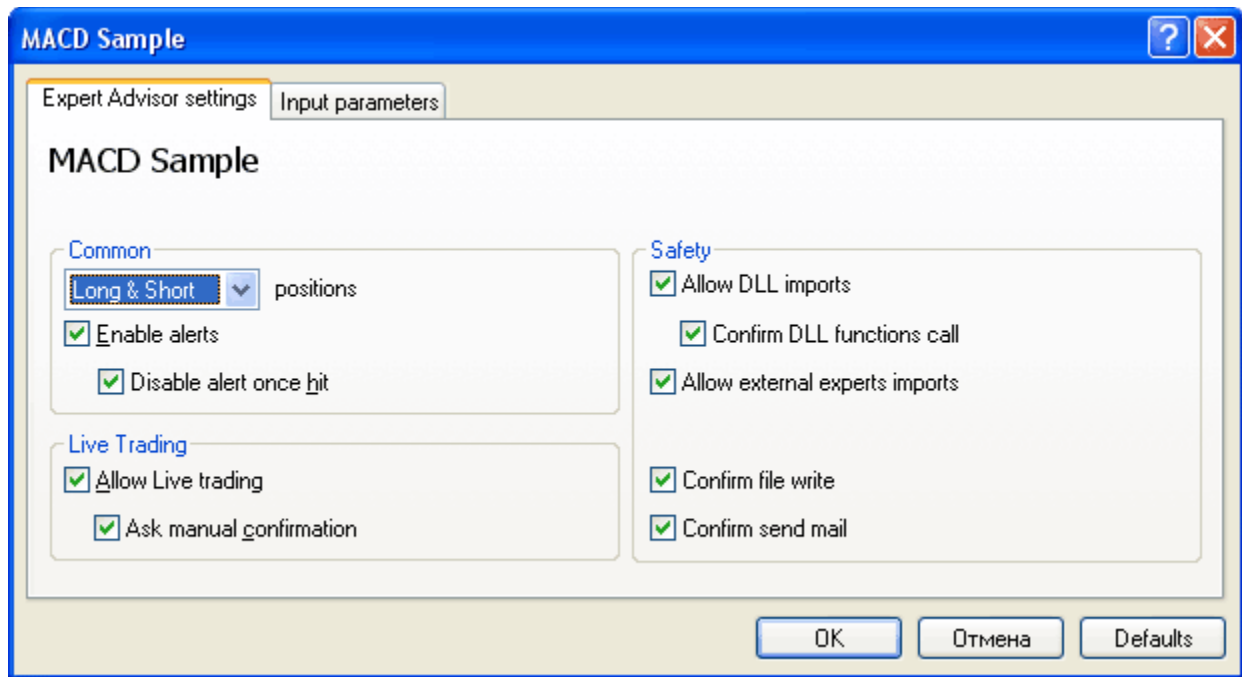 MACD Sample
Expert Advisor settings
Input parameters
MACD Sample
Common
Long & Short positions
Enable alerts
Disable alert once hit
Live Trading
Allow Live trading
Ask manual confirmation
Safety
Allow DLL imports
Confirm DLL functions call
Allow external experts imports
Confirm file write
Confirm send mail
OK
Отмена
Defaults